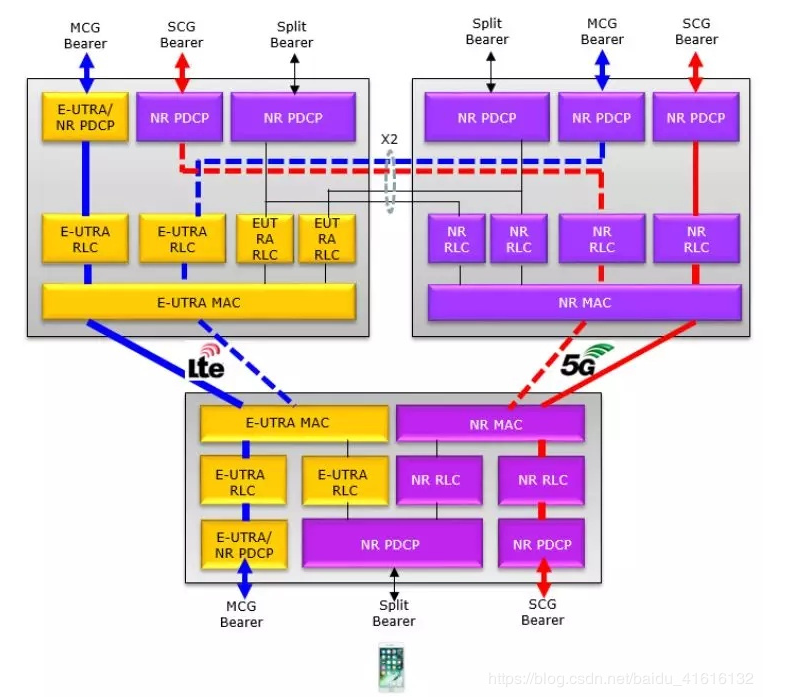 MCG
Bearer
SCG
Bearer
Split
Bearer
Split
Bearer
MCG
Bearer
SCG
Bearer
E-UTRA/
NR PDCP
NR PDCP
NR PDCP
NR PDCP
NR PDCP
NR PDCP
X2
E-UTRA
RLC
E-UTRA
RLC
EUT
RA
RLC
EUT
RA
RLC
NR
RLC
NR
RLC
NR
RLC
NR
RLC
E-UTRA MAC
NR MAC
Lte
5G
E-UTRA MAC
NR MAC
E-UTRA
RLC
E-UTRA
RLC
NR RLC
NR RLC
E-UTRA/
NR PDCP
NR PDCP
NR PDCP
MCG
Bearer
Split
Bearer
SCG
Bearer
https://blog.csdn.net/baidu_41616132